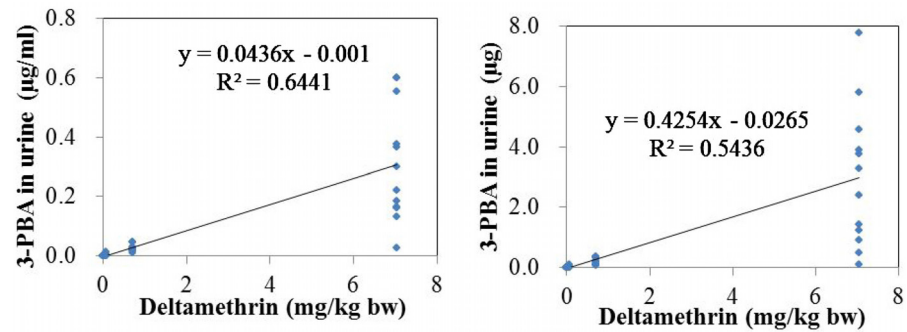 0.8
0.6
0.4
0.2
0.0
3-PBA in urine (µg/ml)
y = 0.0436x - 0.001
R² = 0.6441
0 2 4 6 8
Deltamethrin (mg/kg bw)
8.0
6.0
4.0
2.0
0.0
3-PBA in urine (µg)
y = 0.4254x - 0.0265
R² = 0.5436
0 2 4 6 8
Deltamethrin (mg/kg bw)